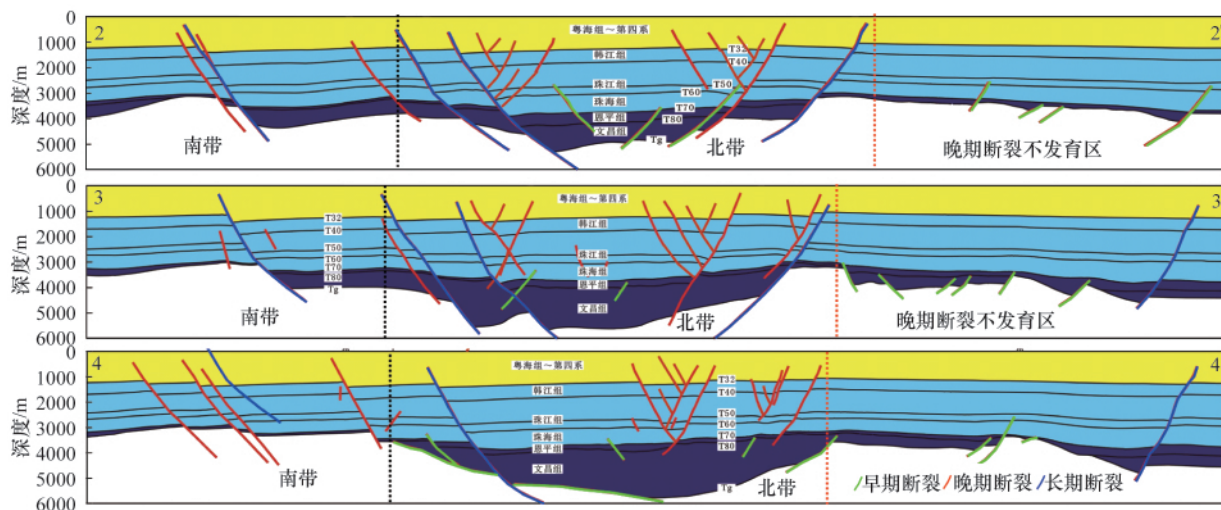 0
1000
2000
3000
4000
5000
6000
深度/m
2
2'
粤海组～第四系
韩江组
珠江组
珠海组
恩平组
文昌组
T32
T40
T50
T60
T70
T80
Tg
南带
北带
晚期断裂不发育区
0
1000
2000
3000
4000
5000
6000
深度/m
3
3'
粤海组～第四系
韩江组
珠江组
珠海组
恩平组
文昌组
T32
T40
T50
T60
T70
T80
Tg
南带
北带
晚期断裂不发育区
0
1000
2000
3000
4000
5000
6000
深度/m
4
4'
粤海组～第四系
韩江组
珠江组
珠海组
恩平组
文昌组
T32
T40
T50
T60
T70
T80
Tg
南带
北带
早期断裂 晚期断裂 长期断裂